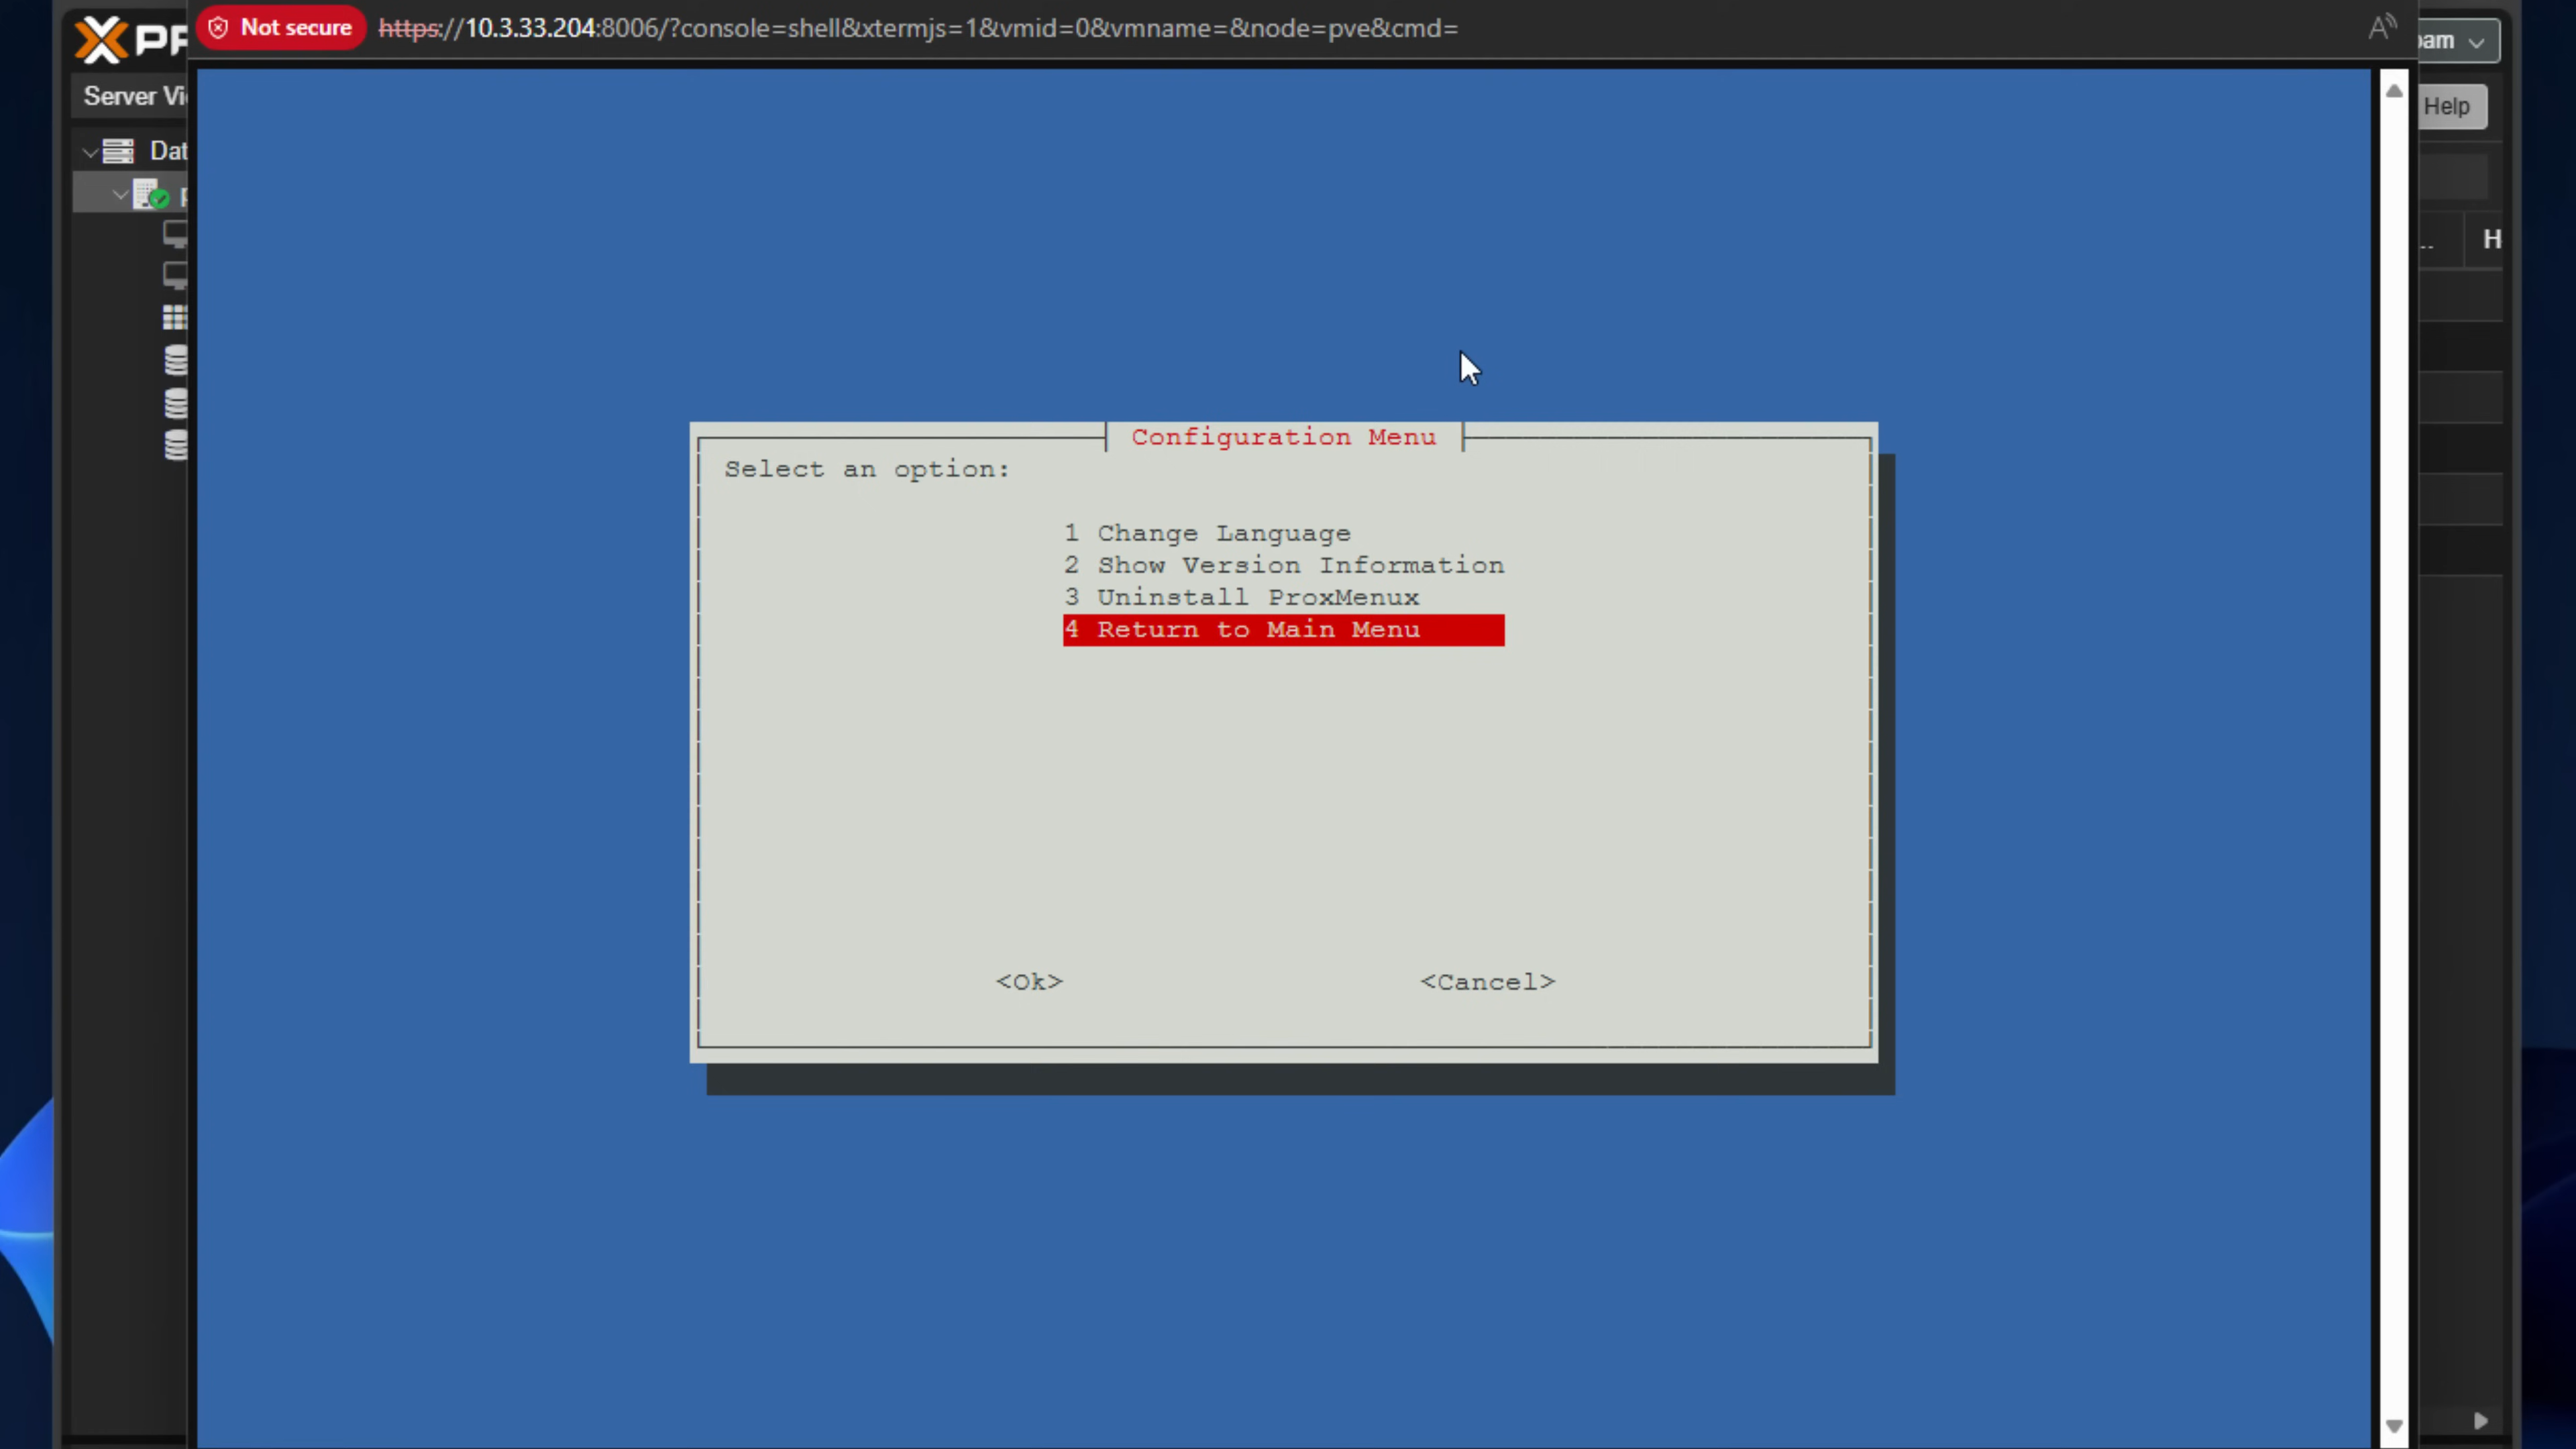 Not secure https://10.3.33.204:8006/?console=shell&xtermjs=1&vmid=0&vmname=&node=pve&cmd=
Server
Help
Configuration Menu
Select an option:
1 Change Language
2 Show Version Information
3 Uninstall ProxMenux
4 Return to Main Menu
<Ok> <Cancel>